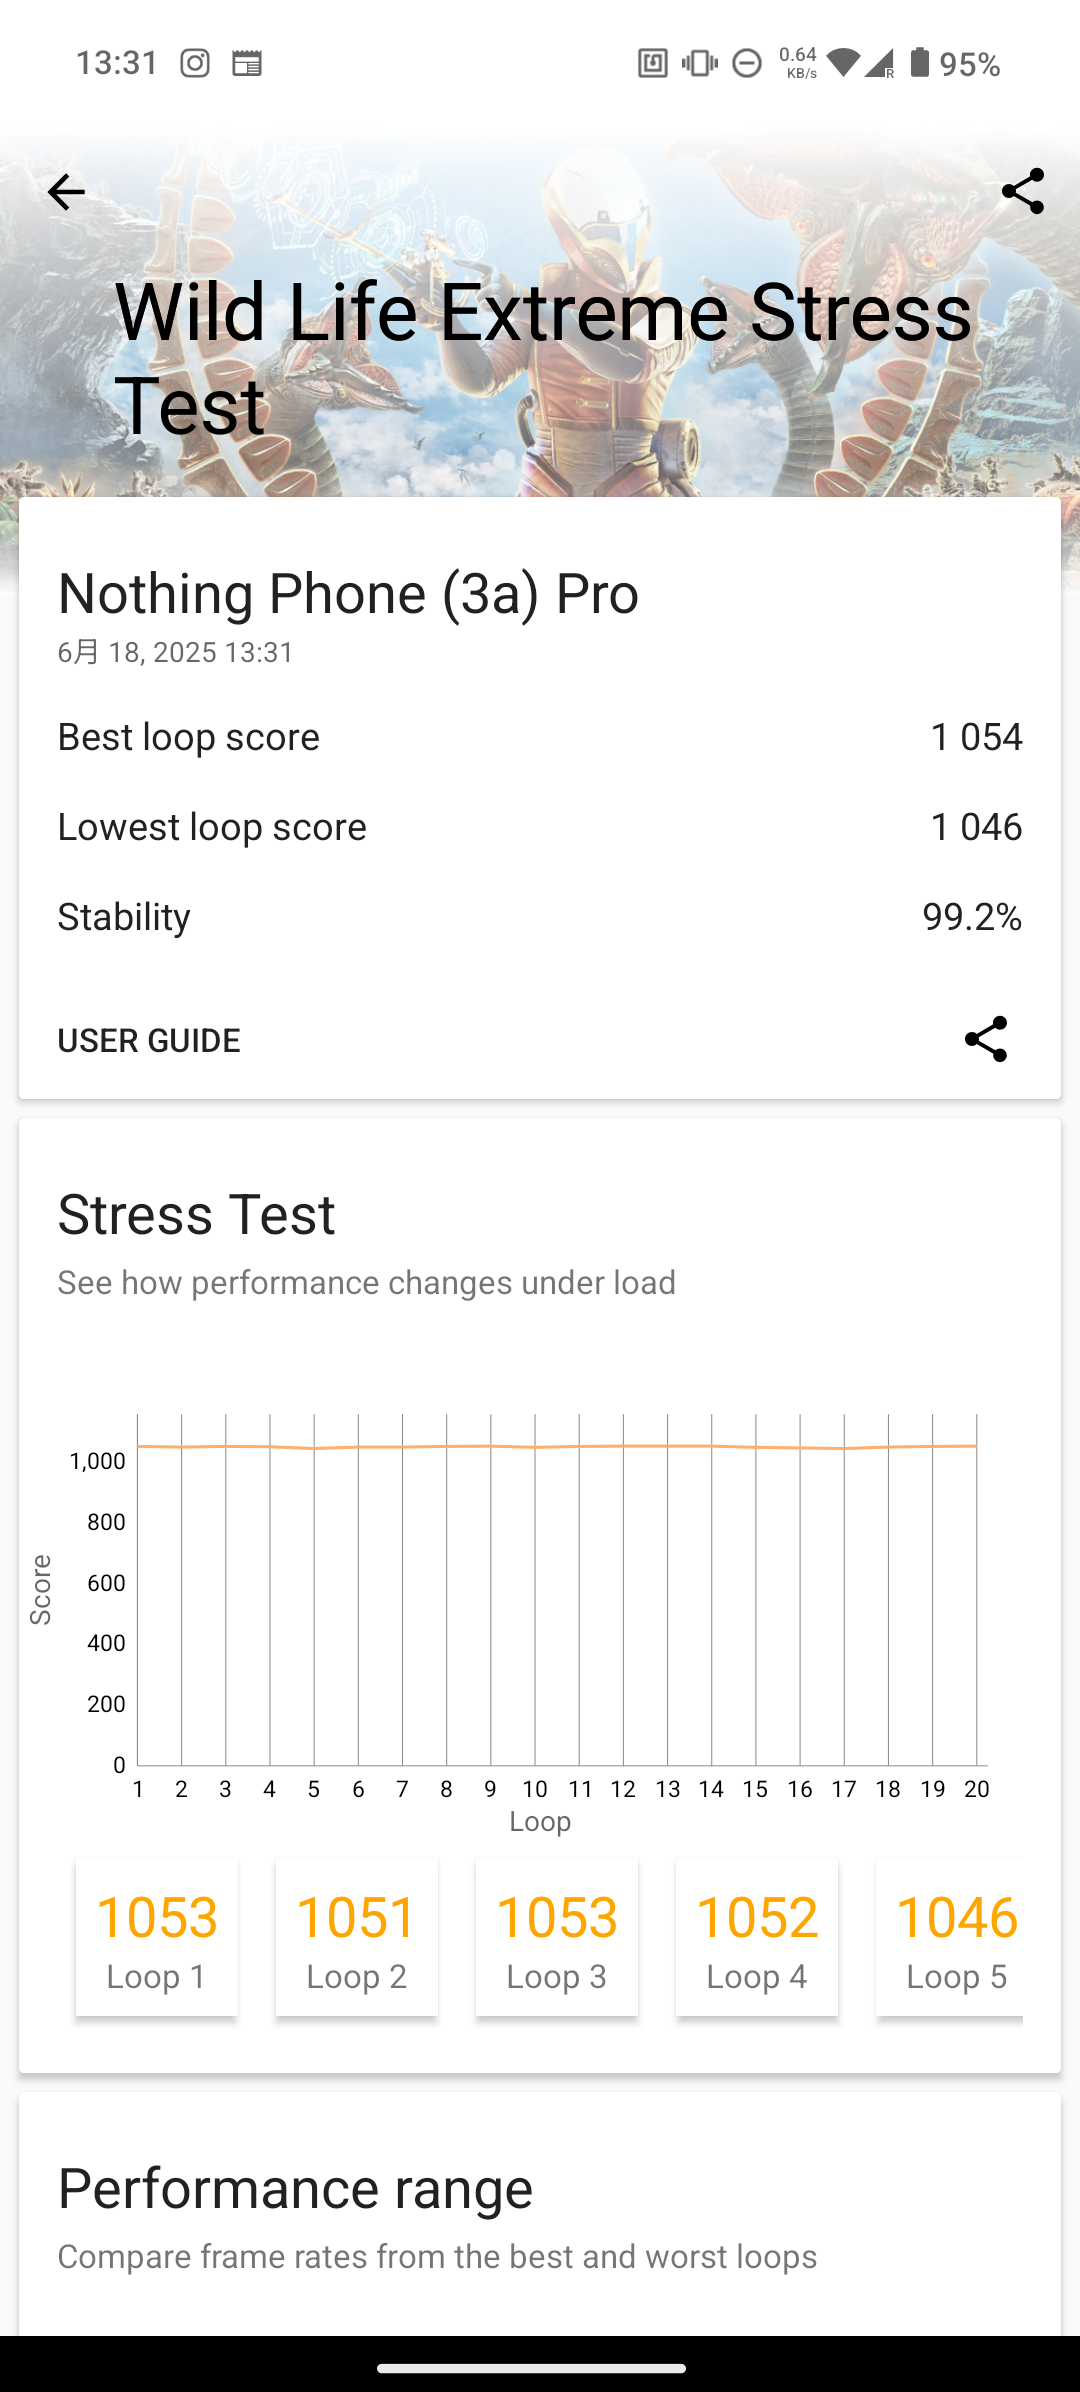 13:31
0.64
KB/s
R
95%
Wild Life Extreme Stress
Test
Nothing Phone (3a) Pro
6月 18, 2025 13:31
Best loop score 1 054
Lowest loop score 1 046
Stability 99.2%
USER GUIDE
Stress Test
See how performance changes under load
1,000
800
600
400
200
0
Score
1 2 3 4 5 6 7 8 9 10 11 12 13 14 15 16 17 18 19 20
Loop
1053 1051 1053 1052 1046
Loop 1 Loop 2 Loop 3 Loop 4 Loop 5
Performance range
Compare frame rates from the best and worst loops